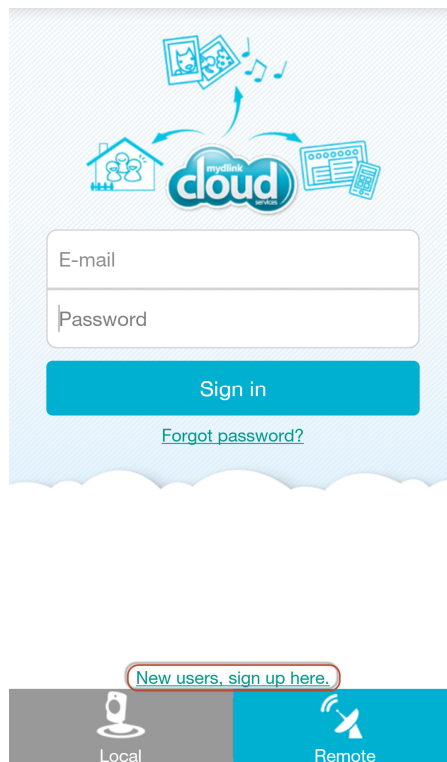 mydlink
cloud
services
E-mail
Password
Sign in
Forgot password?
New users, sign up here.
Local
Remote